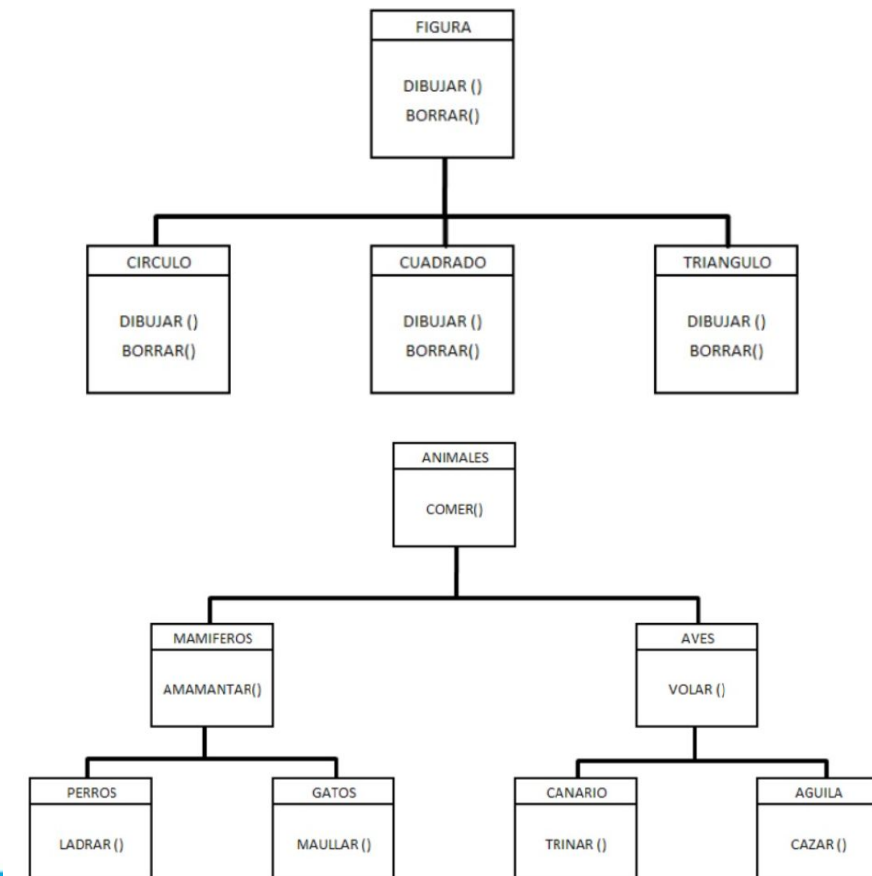 FIGURA
DIBUJAR ()
BORRAR()
CIRCULO
DIBUJAR ()
BORRAR()
CUADRADO
DIBUJAR ()
BORRAR()
TRIANGULO
DIBUJAR ()
BORRAR()
ANIMALES
COMER()
MAMIFEROS
AMAMANTAR()
AVES
VOLAR ()
PERROS
LADRAR ()
GATOS
MAULLAR ()
CANARIO
TRINAR ()
AGUILA
CAZAR ()